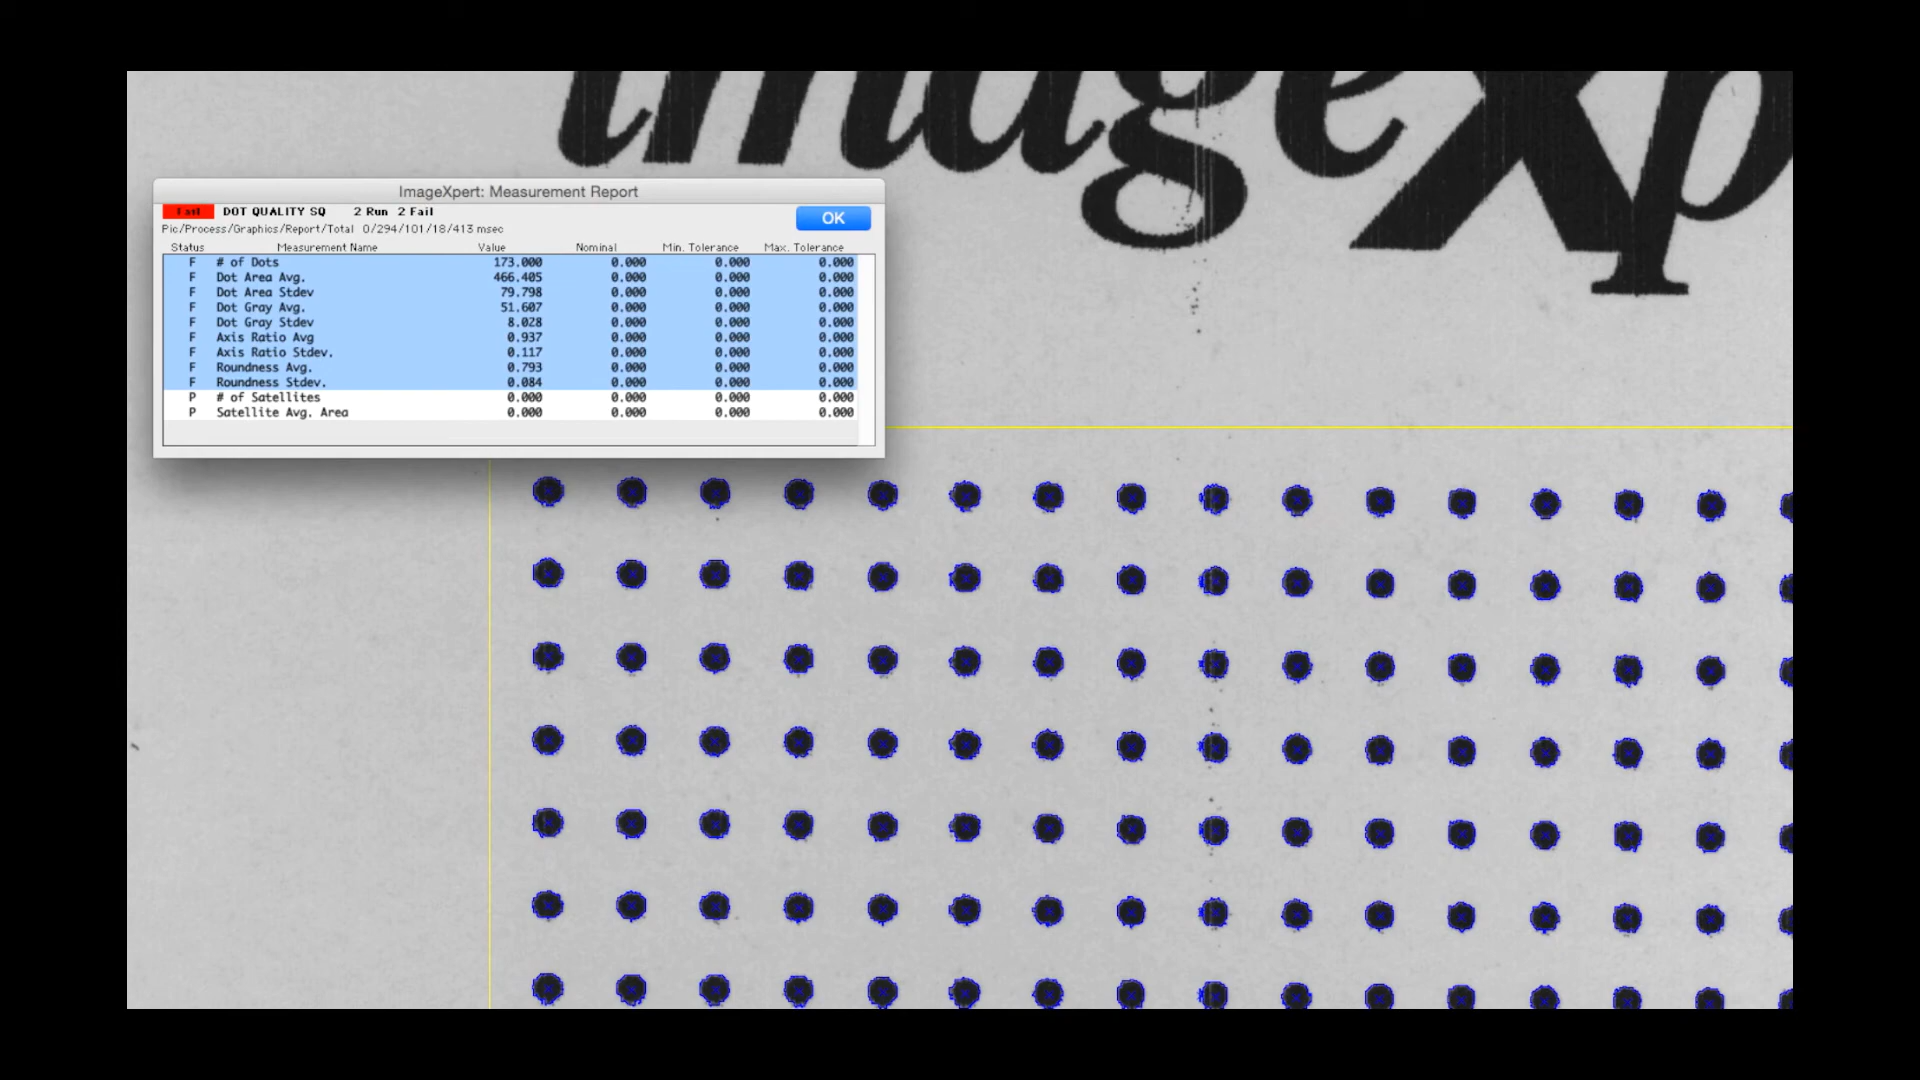 imageXp
ImageXpert: Measurement Report
Fail DOT QUALITY SQ 2 Run 2 Fail
OK
Pic/Process/Graphics/Report/Total 0/294/101/18/413 msec
Status Measurement Name Value Nominal Min. Tolerance Max. Tolerance
F # of Dots 173.000 0.000 0.000 0.000
F Dot Area Avg. 466.405 0.000 0.000 0.000
F Dot Area Stdev 79.798 0.000 0.000 0.000
F Dot Gray Avg. 51.607 0.000 0.000 0.000
F Dot Gray Stdev 8.028 0.000 0.000 0.000
F Axis Ratio Avg 0.937 0.000 0.000 0.000
F Axis Ratio Stdev. 0.117 0.000 0.000 0.000
F Roundness Avg. 0.793 0.000 0.000 0.000
F Roundness Stdev. 0.084 0.000 0.000 0.000
P # of Satellites 0.000 0.000 0.000 0.000
P Satellite Avg. Area 0.000 0.000 0.000 0.000